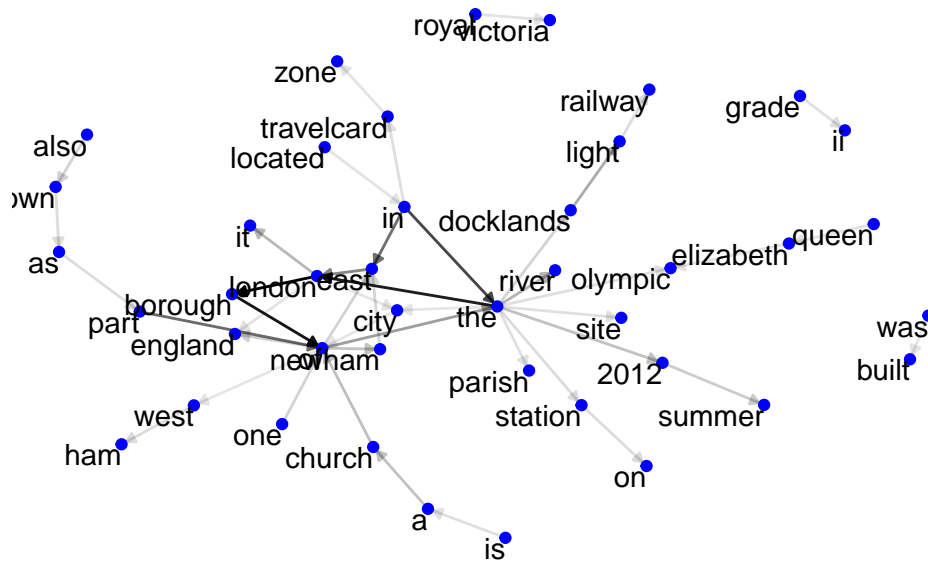 royal
victoria
zone
railway
grade
travelcard
also
located
light
ii
own
in
docklands
it
queen
elizabeth
as
london
east
river
olympic
borough
part
city
the
site
was
england
newham
of
parish
2012
built
west
station
summer
one
ham
church
on
a
is